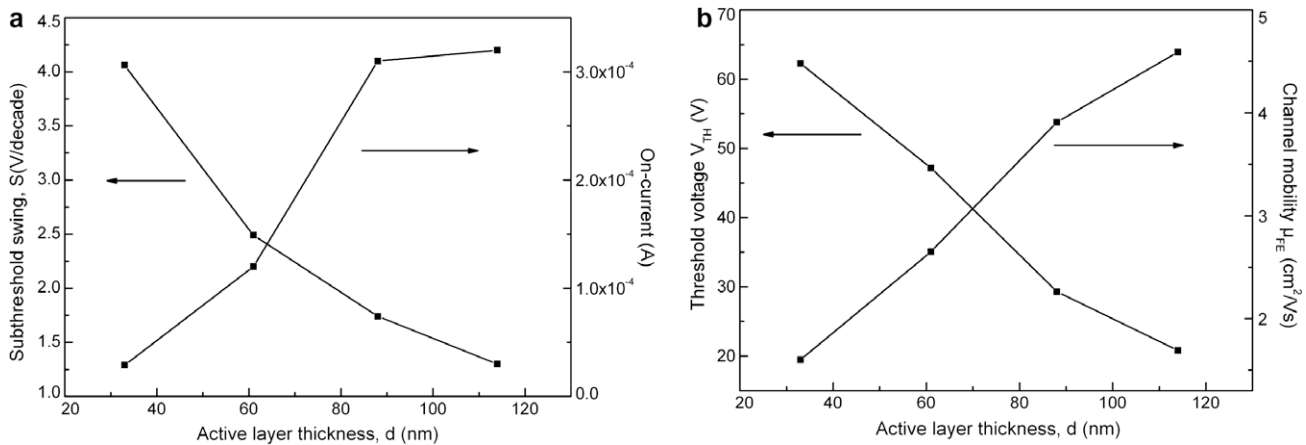 a
4.5
4.0
3.5
3.0
2.5
2.0
1.5
1.0
Subthreshold swing, S(V/decade)
20 40 60 80 100 120
Active layer thickness, d (nm)
3.0x10⁻⁴
2.0x10⁻⁴
1.0x10⁻⁴
0.0
On-current (A)
b
70
60
50
40
30
20
Threshold voltage V_TH (V)
20 40 60 80 100 120
Active layer thickness, d (nm)
5
4
3
2
Channel mobility μ_FE (cm²/Vs)